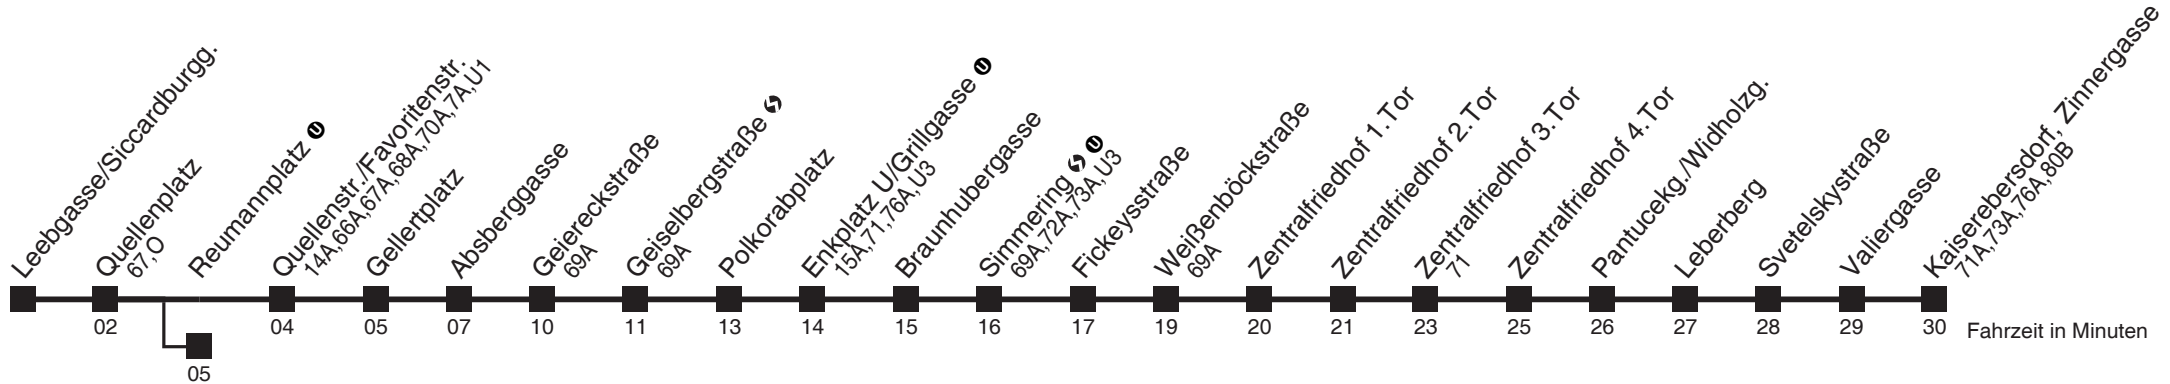 Leebgasse/Siccardburgg.
Quellenplatz
67,O
Reumannplatz U
Quellenstr./Favoritenstr.
14A,66A,67A,68A,70A,7A,U1
Gellertplatz
Absberggasse
Geiereckstraße
69A
Geiselbergstraße
69A
Polkorabplatz
Enkplatz U/Grillgasse U
15A,71,76A,U3
Braunhubergasse
Simmering U
69A,72A,73A,U3
Fickeysstraße
Weißenböckstraße
69A
Zentralfriedhof 1.Tor
Zentralfriedhof 2.Tor
Zentralfriedhof 3.Tor
71
Zentralfriedhof 4.Tor
Pantucekg./Widholzg.
Leberberg
Svetelskystraße
Valiergasse
Kaiserebersdorf, Zinnergasse
71A,73A,76A,80B
02 04 05 07 10 11 13 14 15 16 17 19 20 21 23 25 26 27 28 29 30 Fahrzeit in Minuten
05